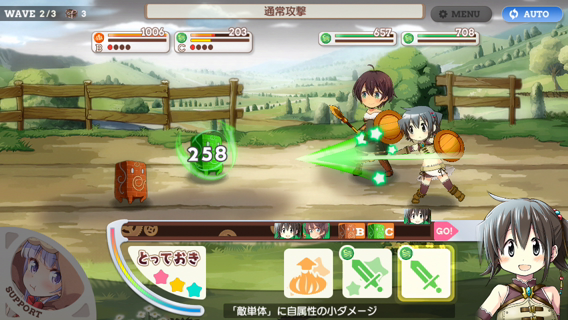 WAVE 2/3 3
通常攻撃
MENU
AUTO
B 1006
C 203
657
708
258
B C GO!
とっておき
SUPPORT
「敵単体」に自属性の小ダメージ